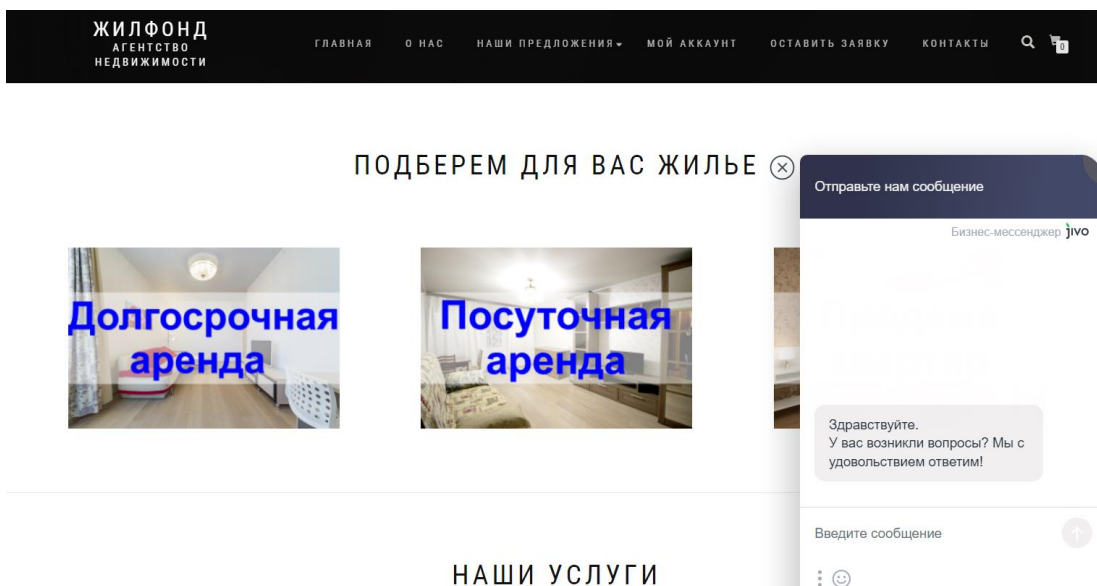 ЖИЛФОНД
АГЕНТСТВО
НЕДВИЖИМОСТИ
ГЛАВНАЯ О НАС НАШИ ПРЕДЛОЖЕНИЯ МОЙ АККАУНТ ОСТАВИТЬ ЗАЯВКУ КОНТАКТЫ 0
ПОДБЕРЕМ ДЛЯ ВАС ЖИЛЬЕ
Долгосрочная
аренда
Посуточная
аренда
Отправьте нам сообщение
Бизнес-мессенджер jivo
Здравствуйте.
У вас возникли вопросы? Мы с
удовольствием ответим!
Введите сообщение
НАШИ УСЛУГИ